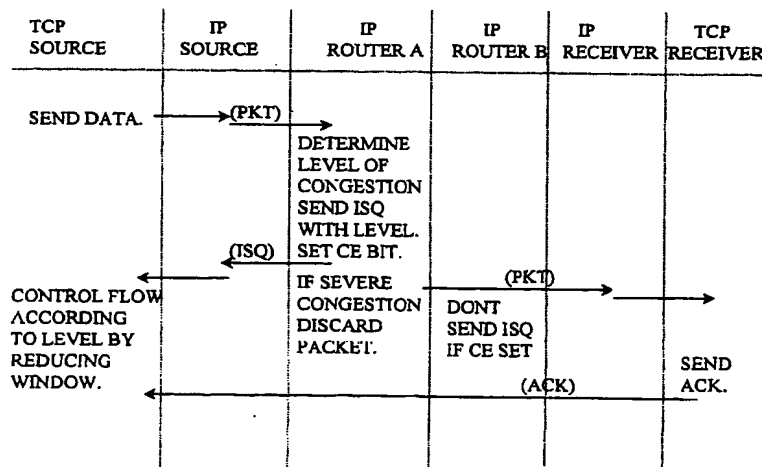 TCP
SOURCE
IP
SOURCE
IP
ROUTER A
IP
ROUTER B
IP
RECEIVER
TCP
RECEIVER
SEND DATA.
(PKT)
DETERMINE
LEVEL OF
CONGESTION
SEND ISQ
WITH LEVEL.
SET CE BIT.
(ISQ)
CONTROL FLOW
ACCORDING
TO LEVEL BY
REDUCING
WINDOW.
IF SEVERE
CONGESTION
DISCARD
PACKET.
(PKT)
DONT
SEND ISQ
IF CE SET
SEND
ACK.
(ACK)